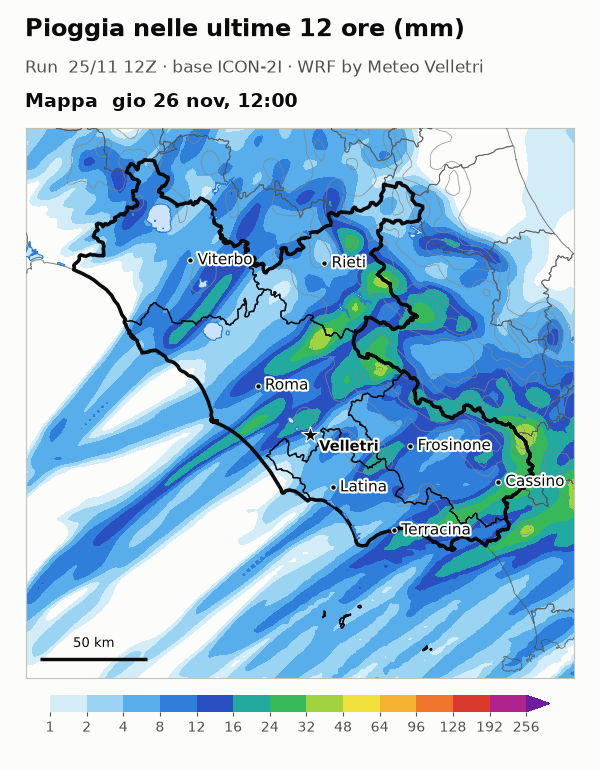 Pioggia nelle ultime 12 ore (mm)
Run  25/11 12Z · base ICON-2I · WRF by Meteo Velletri
Mappa  gio 26 nov, 12:00
Viterbo
Rieti
Roma
Velletri
Frosinone
Cassino
Latina
Terracina
50 km
1 2 4 8 12 16 24 32 48 64 96 128 192 256